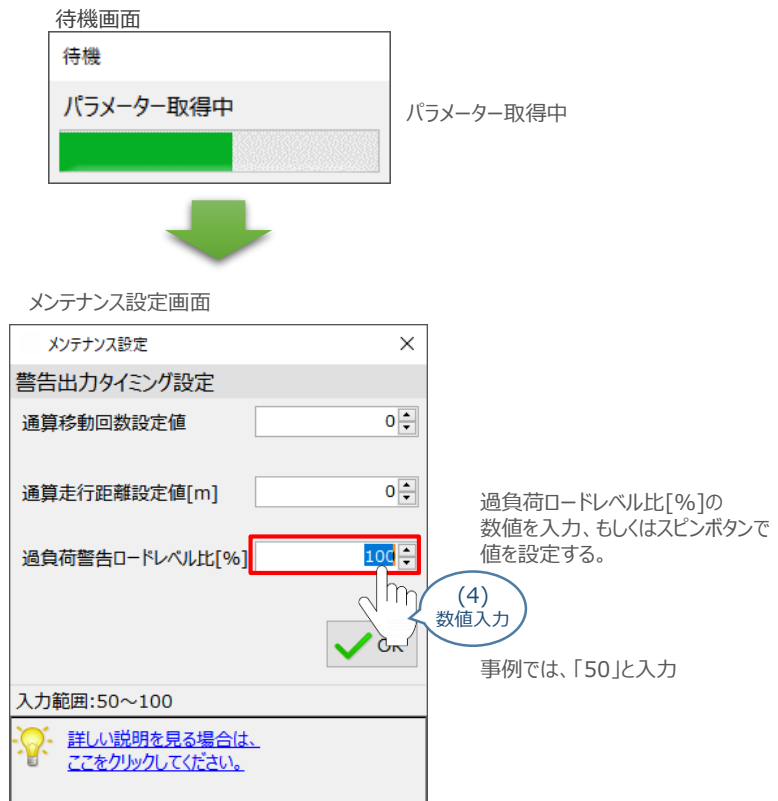 待機画面
待機
パラメーター取得中
パラメーター取得中
メンテナンス設定画面
メンテナンス設定
警告出力タイミング設定
通算移動回数設定値
0
通算走行距離設定値[m]
0
過負荷警告ロードレベル比[%]
100
過負荷ロードレベル比[%]の
数値を入力、もしくはスピンボタンで
値を設定する。
(4)
数値入力
OK
事例では、「50」と入力
入力範囲:50～100
詳しい説明を見る場合は、
ここをクリックしてください。